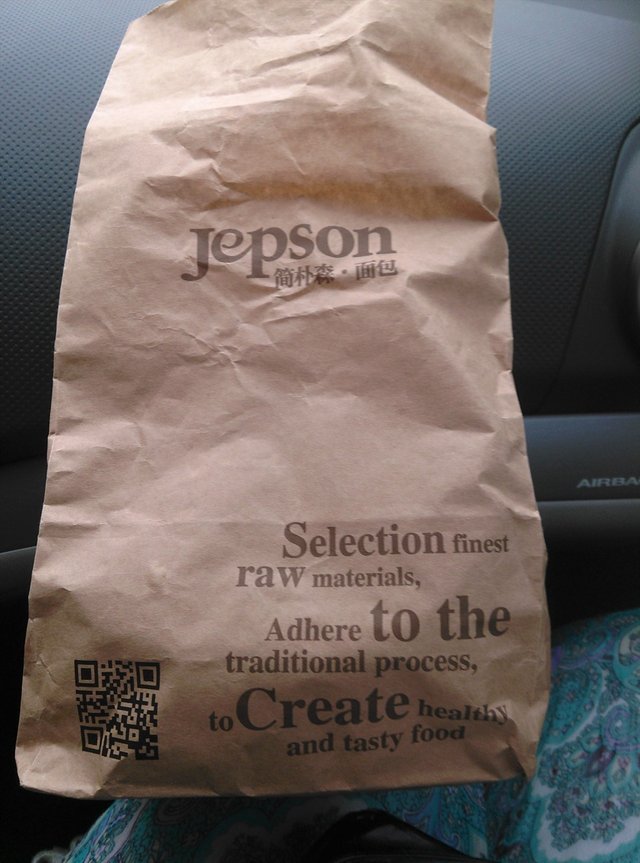 Jepson
简朴森·面包
AIRBA
Selection finest
raw materials,
Adhere to the
traditional process,
to Create healthy
and tasty food